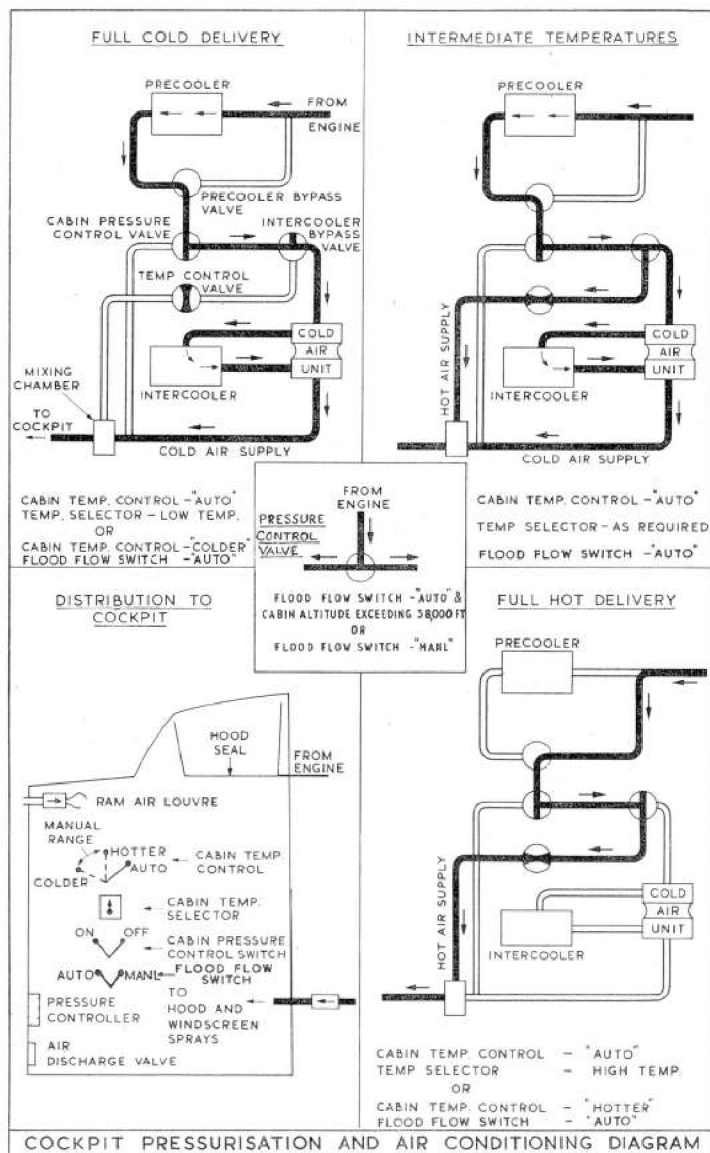 FULL COLD DELIVERY
PRECOOLER
FROM
ENGINE
PRECOOLER BYPASS
VALVE
CABIN PRESSURE
CONTROL VALVE
INTERCOOLER
BYPASS
VALVE
TEMP CONTROL
VALVE
COLD
AIR
UNIT
INTERCOOLER
MIXING
CHAMBER
TO
COCKPIT
COLD AIR SUPPLY
CABIN TEMP. CONTROL -"AUTO"
TEMP. SELECTOR - LOW TEMP.
OR
CABIN TEMP. CONTROL -"COLDER"
FLOOD FLOW SWITCH -"AUTO"
INTERMEDIATE TEMPERATURES
PRECOOLER
HOT AIR SUPPLY
COLD
AIR
UNIT
INTERCOOLER
COLD AIR SUPPLY
CABIN TEMP. CONTROL -"AUTO"
TEMP SELECTOR - AS REQUIRED
FLOOD FLOW SWITCH -"AUTO"
FROM
ENGINE
PRESSURE
CONTROL
VALVE
FLOOD FLOW SWITCH -"AUTO" &
CABIN ALTITUDE EXCEEDING 38,000 FT
OR
FLOOD FLOW SWITCH -"MANL"
DISTRIBUTION TO
COCKPIT
HOOD
SEAL
FROM
ENGINE
RAM AIR LOUVRE
MANUAL
RANGE
HOTTER
AUTO
COLDER
CABIN TEMP.
CONTROL
CABIN TEMP.
SELECTOR
ON OFF
CABIN PRESSURE
CONTROL SWITCH
AUTO MANL
FLOOD FLOW
SWITCH
PRESSURE
CONTROLLER
TO
HOOD AND
WINDSCREEN
SPRAYS
AIR
DISCHARGE VALVE
FULL HOT DELIVERY
PRECOOLER
HOT AIR SUPPLY
COLD
AIR
UNIT
INTERCOOLER
CABIN TEMP. CONTROL - "AUTO"
TEMP SELECTOR - HIGH TEMP.
OR
CABIN TEMP. CONTROL - "HOTTER"
FLOOD FLOW SWITCH - "AUTO"
COCKPIT PRESSURISATION AND AIR CONDITIONING DIAGRAM